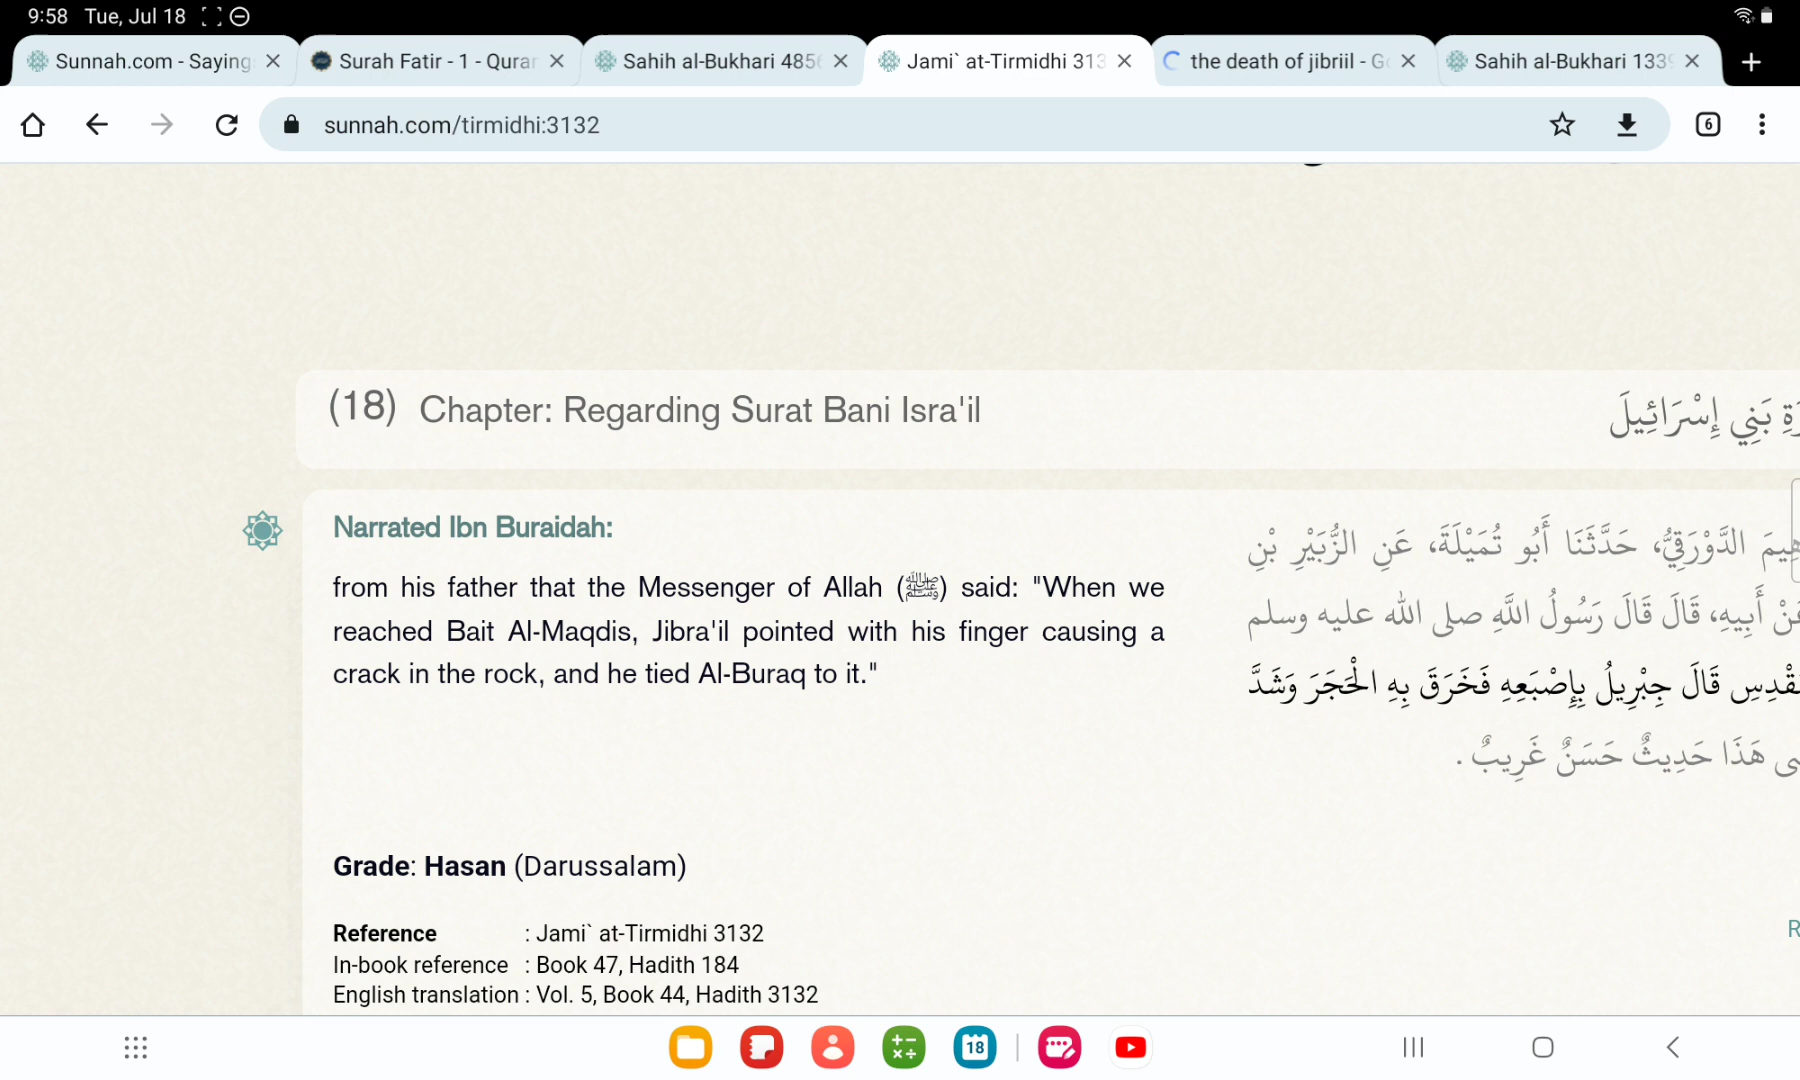 9:58 Tue, Jul 18
Sunnah.com - Saying
Surah Fatir - 1 - Quran
Sahih al-Bukhari 4856
Jami` at-Tirmidhi 313
the death of jibriil - G
Sahih al-Bukhari 1339
sunnah.com/tirmidhi:3132
6
(18) Chapter: Regarding Surat Bani Isra'il
بَنِي إِسْرَائِيلَ
Narrated Ibn Buraidah:
from his father that the Messenger of Allah (ﷺ) said: "When we
reached Bait Al-Maqdis, Jibra'il pointed with his finger causing a
crack in the rock, and he tied Al-Buraq to it."
الدَّوْرَقِيُّ، حَدَّثَنَا أَبُو تُمَيْلَةَ، عَنِ الزُّبَيْرِ بْنِ
عَنْ أَبِيهِ، قَالَ قَالَ رَسُولُ اللَّهِ صلى الله عليه وسلم
قَالَ جِبْرِيلُ بِإِصْبَعِهِ فَخَرَقَ بِهِ الْحَجَرَ وَشَدَّ
هَذَا حَدِيثٌ حَسَنٌ غَرِيبٌ .
Grade: Hasan (Darussalam)
Reference : Jami` at-Tirmidhi 3132
In-book reference : Book 47, Hadith 184
English translation : Vol. 5, Book 44, Hadith 3132
R
18